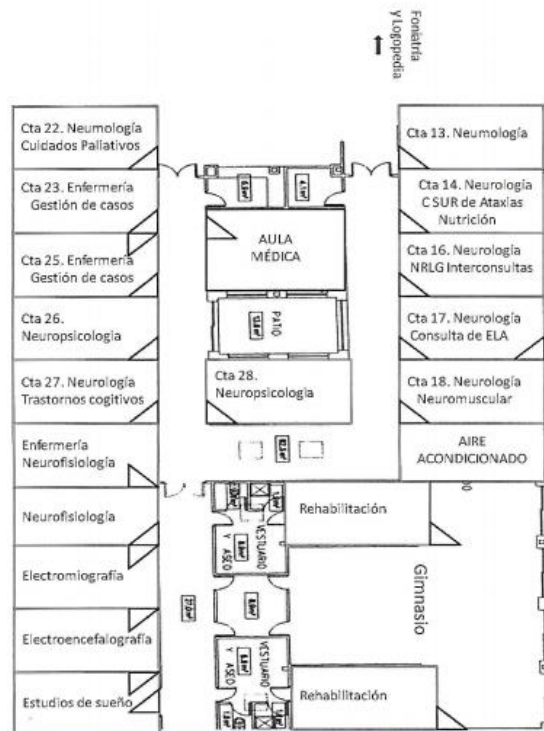 Foniatría
y Logopedia
Cta 22. Neumología
Cuidados Paliativos
Cta 23. Enfermería
Gestión de casos
Cta 25. Enfermería
Gestión de casos
Cta 26.
Neuropsicologia
Cta 27. Neurología
Trastornos cogitivos
Enfermería
Neurofisiología
Neurofisiología
Electromiografía
Electroencefalografía
Estudios de sueño
AULA
MÉDICA
PATIO
Cta 28.
Neuropsicologia
VESTUARIO
Y ASEO
VESTUARIO
Y ASEO
Cta 13. Neumología
Cta 14. Neurologia
C SUR de Ataxias
Nutrición
Cta 16. Neurología
NRLG Interconsultas
Cta 17. Neurología
Consulta de ELA
Cta 18. Neurología
Neuromuscular
AIRE
ACONDICIONADO
Rehabilitación
Gimnasio
Rehabilitación